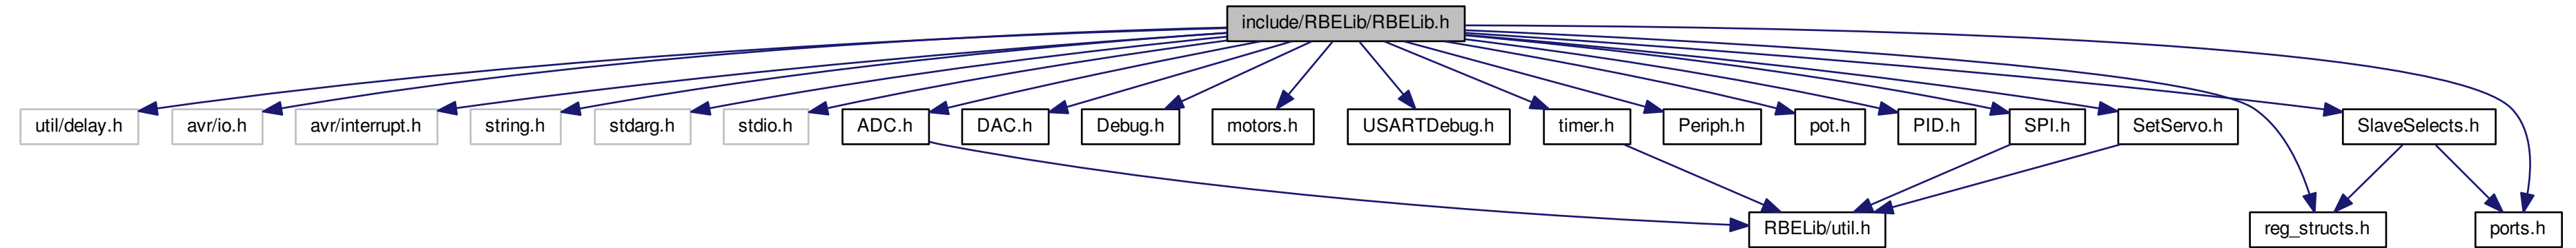 include/RBELib/RBELib.h
util/delay.h
avr/io.h
avr/interrupt.h
string.h
stdarg.h
stdio.h
ADC.h
DAC.h
Debug.h
motors.h
USARTDebug.h
timer.h
Periph.h
pot.h
PID.h
SPI.h
SetServo.h
SlaveSelects.h
RBELib/util.h
reg_structs.h
ports.h